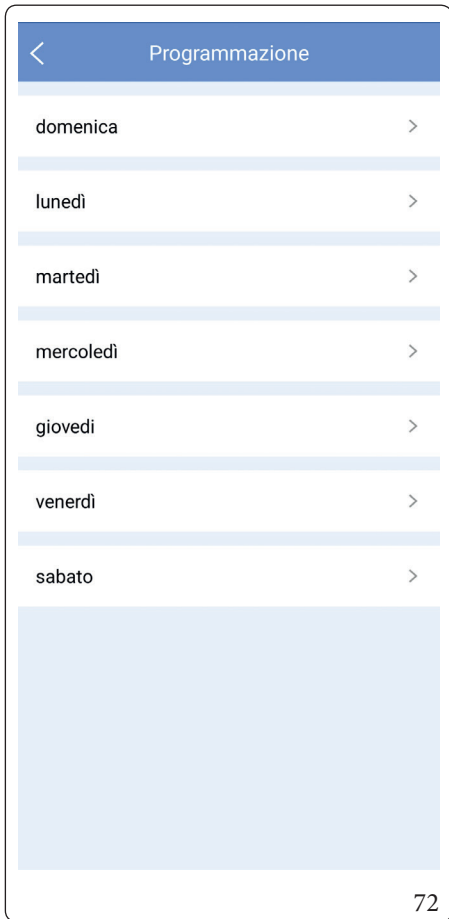 Programmazione
domenica
lunedì
martedì
mercoledì
giovedi
venerdì
sabato
72